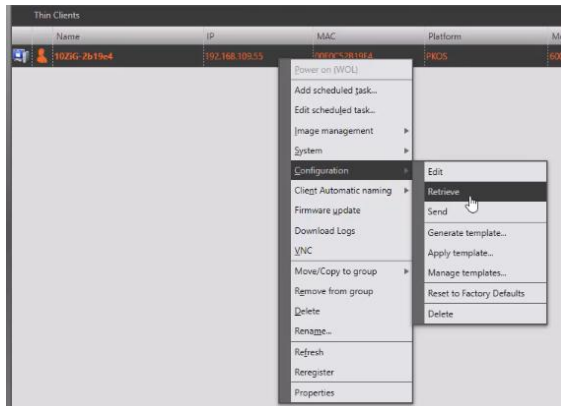 Thin Clients
Name IP MAC Platform
10ZiG-2b19e4 192.168.109.55 00E0C52B19E4 PKOS 600
Power on (WOL)
Add scheduled task...
Edit scheduled task...
Image management
System
Configuration
Client Automatic naming
Firmware update
Download Logs
VNC
Move/Copy to group
Remove from group
Delete
Rename...
Refresh
Reregister
Properties
Edit
Retrieve
Send
Generate template...
Apply template...
Manage templates...
Reset to Factory Defaults
Delete